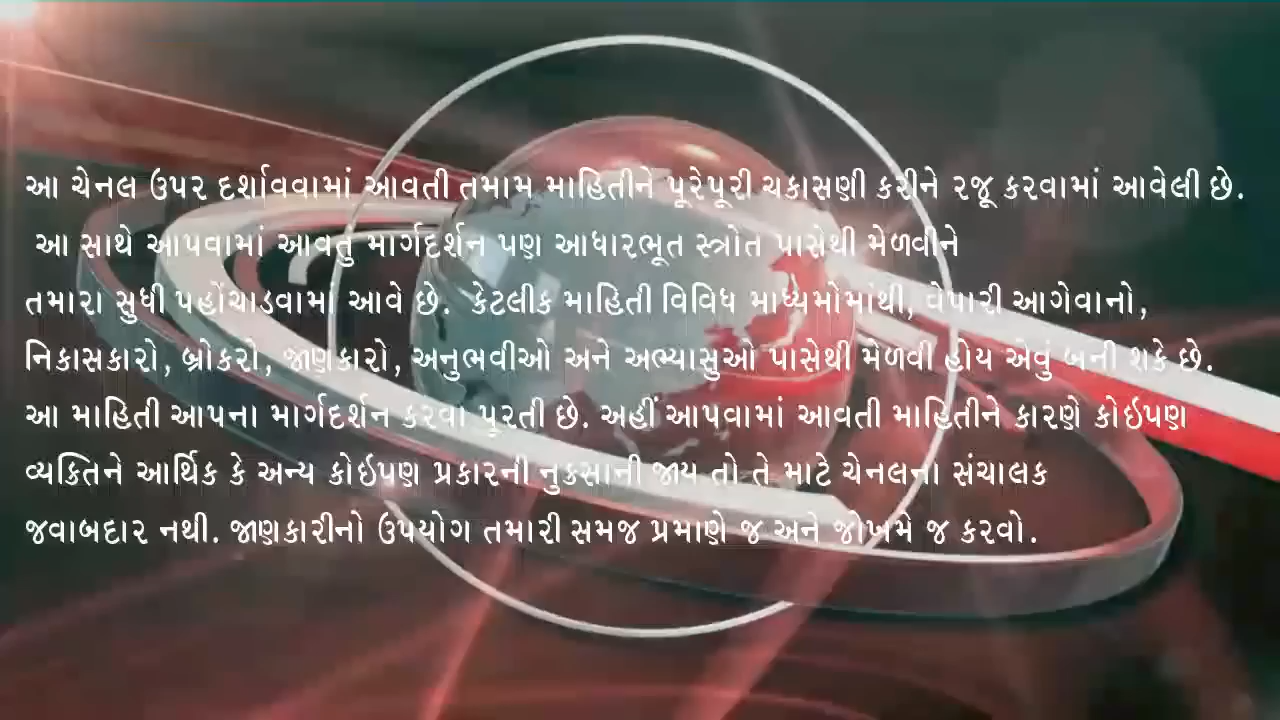 આ ચેનલ ઉપર દર્શાવવામાં આવતી તમામ માહિતીને પૂરેપૂરી ચકાસણી કરીને રજૂ કરવામાં આવેલી છે.
આ સાથે આપવામાં આવતુ માર્ગદર્શન પણ આધારભૂત સ્ત્રોત પાસેથી મેળવીને
તમારા સુધી પહોંચાડવામાં આવે છે. કેટલીક માહિતી વિવિધ માધ્યમોમાંથી, વેપારી આગેવાનો,
નિકાસકારો, બ્રોકરો, જાણકારો, અનુભવીઓ અને અભ્યાસુઓ પાસેથી મેળવી હોય એવું બની શકે છે.
આ માહિતી આપના માર્ગદર્શન કરવા પૂરતી છે. અહીં આપવામાં આવતી માહિતીને કારણે કોઇપણ
વ્યકિતને આર્થિક કે અન્ય કોઇપણ પ્રકારની નુકસાની જાય તો તે માટે ચેનલના સંચાલક
જવાબદાર નથી. જાણકારીનો ઉપયોગ તમારી સમજ પ્રમાણે જ અને જોખમે જ કરવો.